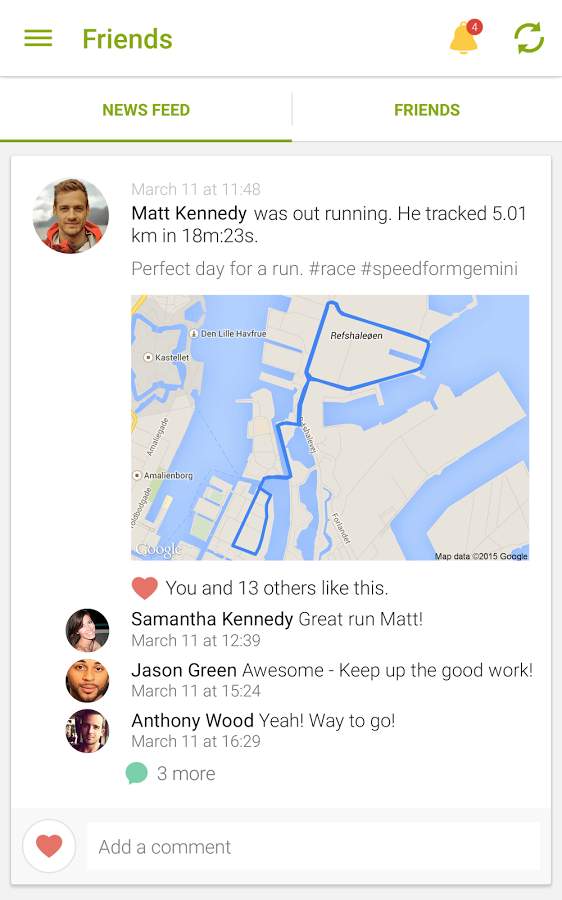 Friends
4
NEWS FEED
FRIENDS
March 11 at 11:48
Matt Kennedy was out running. He tracked 5.01
km in 18m:23s.
Perfect day for a run. #race #speedformgemini
Den Lille Havfrue
Refshaleøen
Kastellet
Amaliegade
Refshalevej
Amalienborg
Toldbodgade
Forlandet
Google
Map data ©2015 Google
You and 13 others like this.
Samantha Kennedy Great run Matt!
March 11 at 12:39
Jason Green Awesome - Keep up the good work!
March 11 at 15:24
Anthony Wood Yeah! Way to go!
March 11 at 16:29
3 more
Add a comment